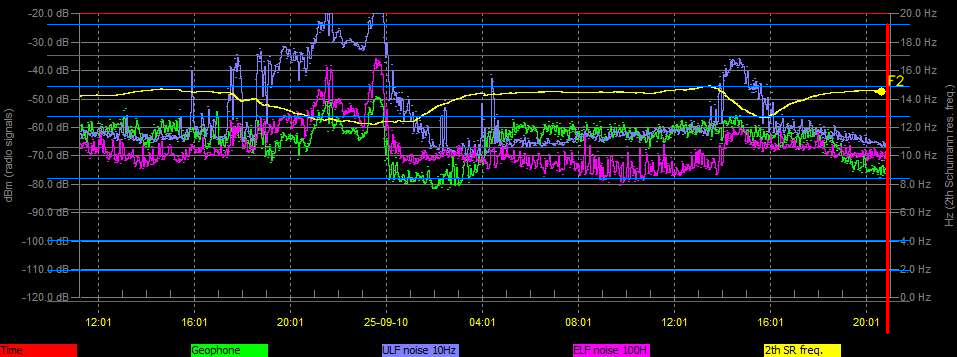 -20.0 dB 20.0 Hz
-30.0 dB 18.0 Hz
-40.0 dB 16.0 Hz
F2
-50.0 dB 14.0 Hz
-60.0 dB 12.0 Hz
-70.0 dB 10.0 Hz
-80.0 dB 8.0 Hz
-90.0 dB 6.0 Hz
-100.0 dB 4.0 Hz
-110.0 dB 2.0 Hz
-120.0 dB 0.0 Hz
dBm (radio signals)
Hz (2th Schumann res. freq.)
12:01 16:01 20:01 25-09-10 04:01 08:01 12:01 16:01 20:01
Time Geophone ULF noise 10Hz ELF noise 100H 2th SR freq.